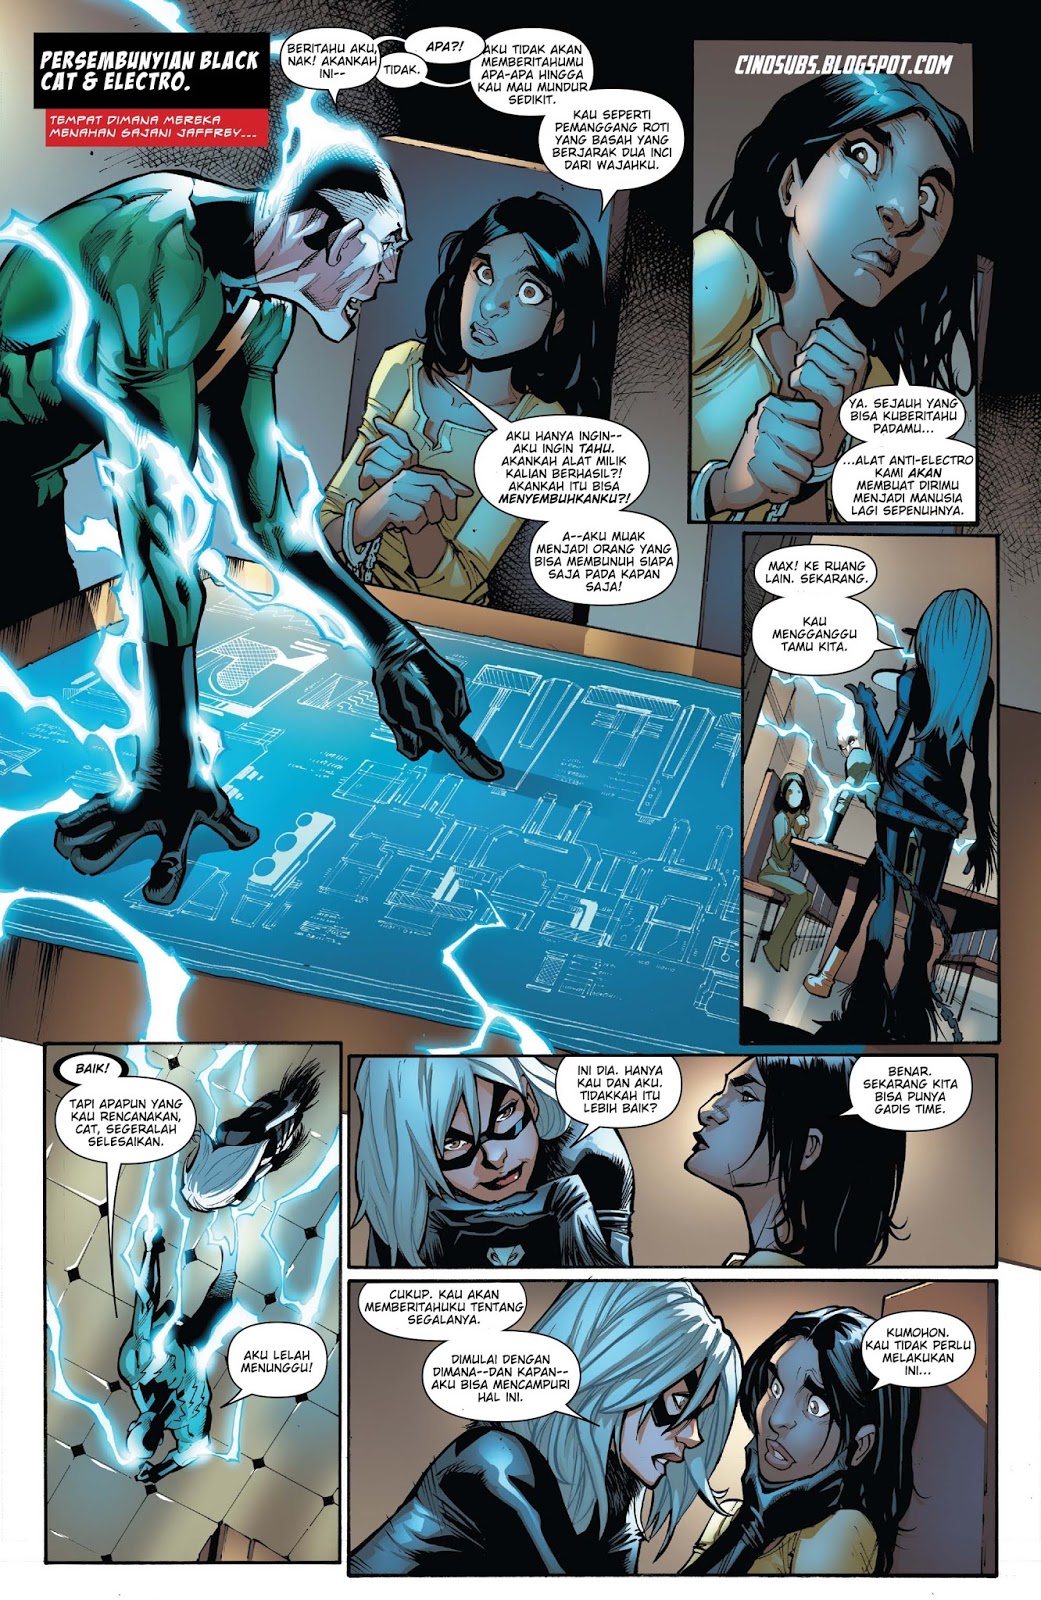 PERSEMBUNYIAN BLACK
CAT & ELECTRO.
TEMPAT DIMANA MEREKA
MENAHAN SAJANI JAFFREY...
BERITAHU AKU,
NAK! AKANKAH
INI--
APA?!
TIDAK.
AKU TIDAK AKAN
MEMBERITAHUMU
APA-APA HINGGA
KAU MAU MUNDUR
SEDIKIT.
KAU SEPERTI
PEMANGGANG ROTI
YANG BASAH YANG
BERJARAK DUA INCI
DARI WAJAHKU.
AKU HANYA INGIN--
AKU INGIN TAHU.
AKANKAH ALAT MILIK
KALIAN BERHASIL?!
AKANKAH ITU BISA
MENYEMBUHKANKU?!
A--AKU MUAK
MENJADI ORANG YANG
BISA MEMBUNUH SIAPA
SAJA PADA KAPAN
SAJA!
CINOSUBS.BLOGSPOT.COM
YA. SEJAUH YANG
BISA KUBERITAHU
PADAMU...
...ALAT ANTI-ELECTRO
KAMI AKAN
MEMBUAT DIRIMU
MENJADI MANUSIA
LAGI SEPENUHNYA.
MAX! KE RUANG
LAIN. SEKARANG.
KAU
MENGGANGGU
TAMU KITA.
BAIK!
TAPI APAPUN YANG
KAU RENCANAKAN,
CAT, SEGERALAH
SELESAIKAN.
AKU LELAH
MENUNGGU!
INI DIA. HANYA
KAU DAN AKU.
TIDAKKAH ITU
LEBIH BAIK?
BENAR.
SEKARANG KITA
BISA PUNYA
GADIS TIME.
CUKUP. KAU AKAN
MEMBERITAHUKU TENTANG
SEGALANYA.
DIMULAI DENGAN
DIMANA--DAN KAPAN--
AKU BISA MENCAMPURI
HAL INI.
KUMOHON.
KAU TIDAK PERLU
MELAKUKAN
INI...